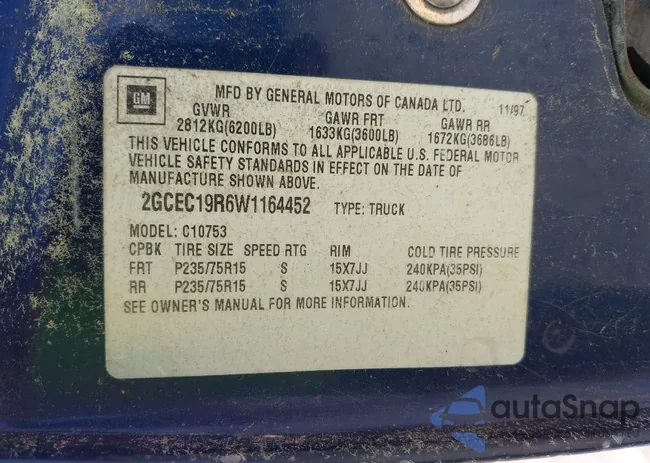 GM
MFD BY GENERAL MOTORS OF CANADA LTD. 11/97
GVWR GAWR FRT GAWR RR
2812KG(6200LB) 1633KG(3600LB) 1672KG(3686LB)
THIS VEHICLE CONFORMS TO ALL APPLICABLE U.S. FEDERAL MOTOR
VEHICLE SAFETY STANDARDS IN EFFECT ON THE DATE OF
MANUFACTURE SHOWN ABOVE.
2GCEC19R6W1164452 TYPE: TRUCK
MODEL: C10753
CPBK TIRE SIZE SPEED RTG RIM COLD TIRE PRESSURE
FRT P235/75R15 S 15X7JJ 240KPA(35PSI)
RR P235/75R15 S 15X7JJ 240KPA(35PSI)
SEE OWNER'S MANUAL FOR MORE INFORMATION.
autoSnap